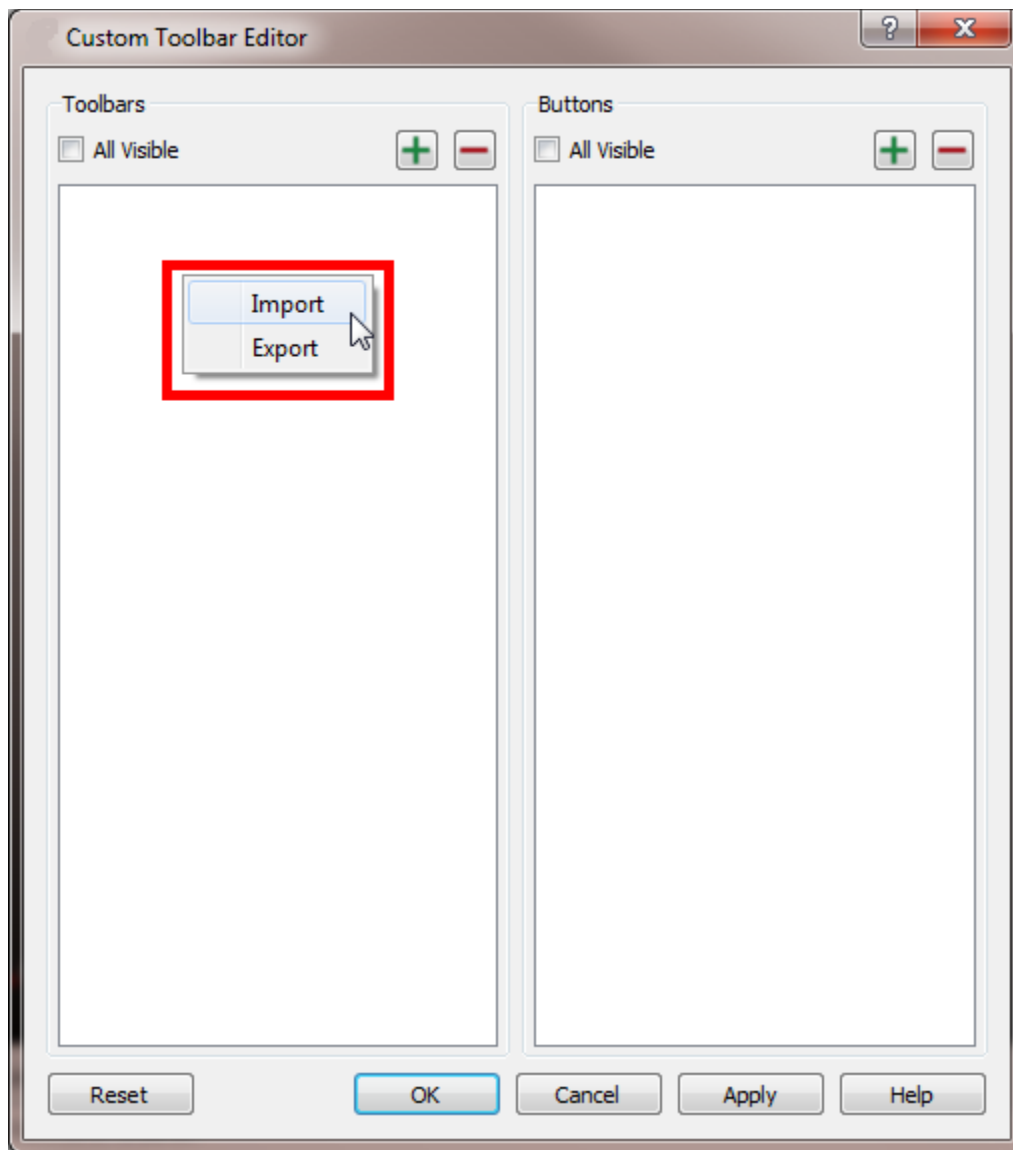 Custom Toolbar Editor
Toolbars
All Visible
Import
Export
Buttons
All Visible
Reset
OK
Cancel
Apply
Help